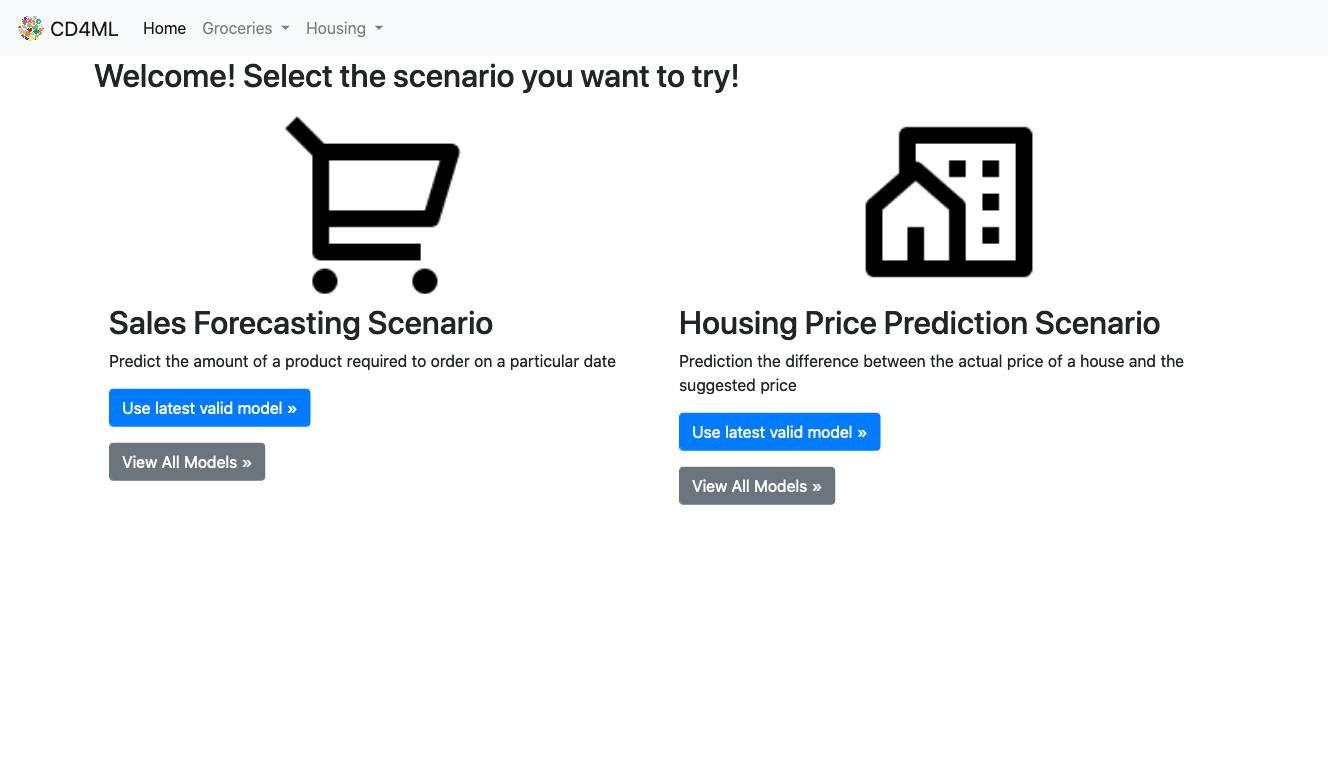 CD4ML Home Groceries Housing
Welcome! Select the scenario you want to try!
Sales Forecasting Scenario
Predict the amount of a product required to order on a particular date
Use latest valid model »
View All Models »
Housing Price Prediction Scenario
Prediction the difference between the actual price of a house and the
suggested price
Use latest valid model »
View All Models »